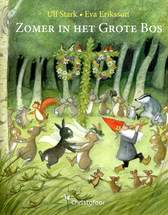 Ulf Stark • Eva Eriksson
ZOMER IN HET GROTE BOS
Christofoor